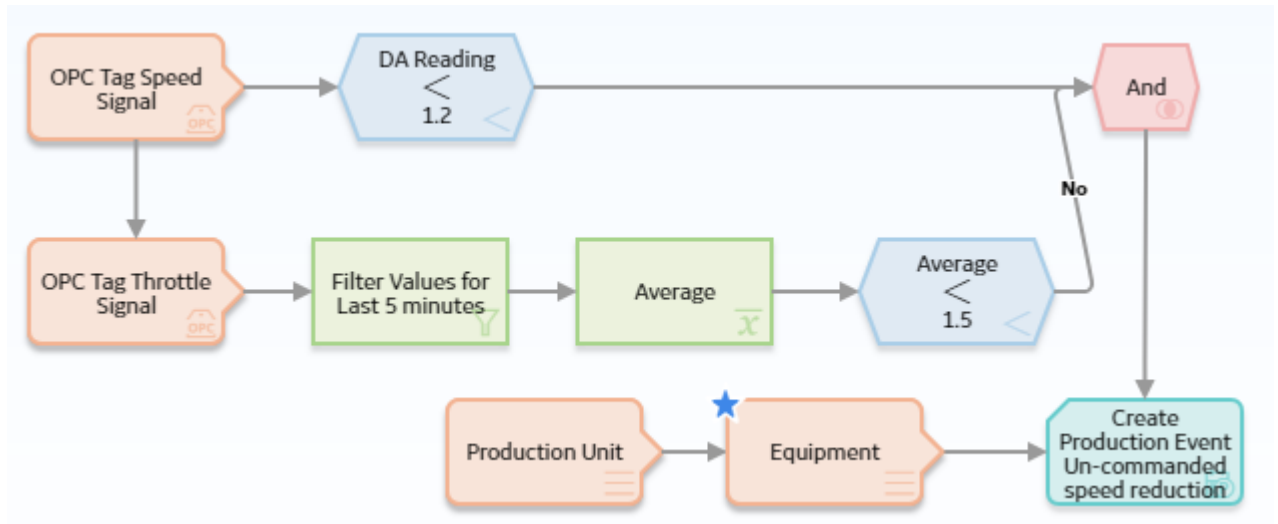 OPC Tag Speed
Signal
OPC
DA Reading
<
1.2
<
And
No
OPC Tag Throttle
Signal
OPC
Filter Values for
Last 5 minutes
Average
x
Average
<
1.5
<
Production Unit
Equipment
Create
Production Event
Un-commanded
speed reduction